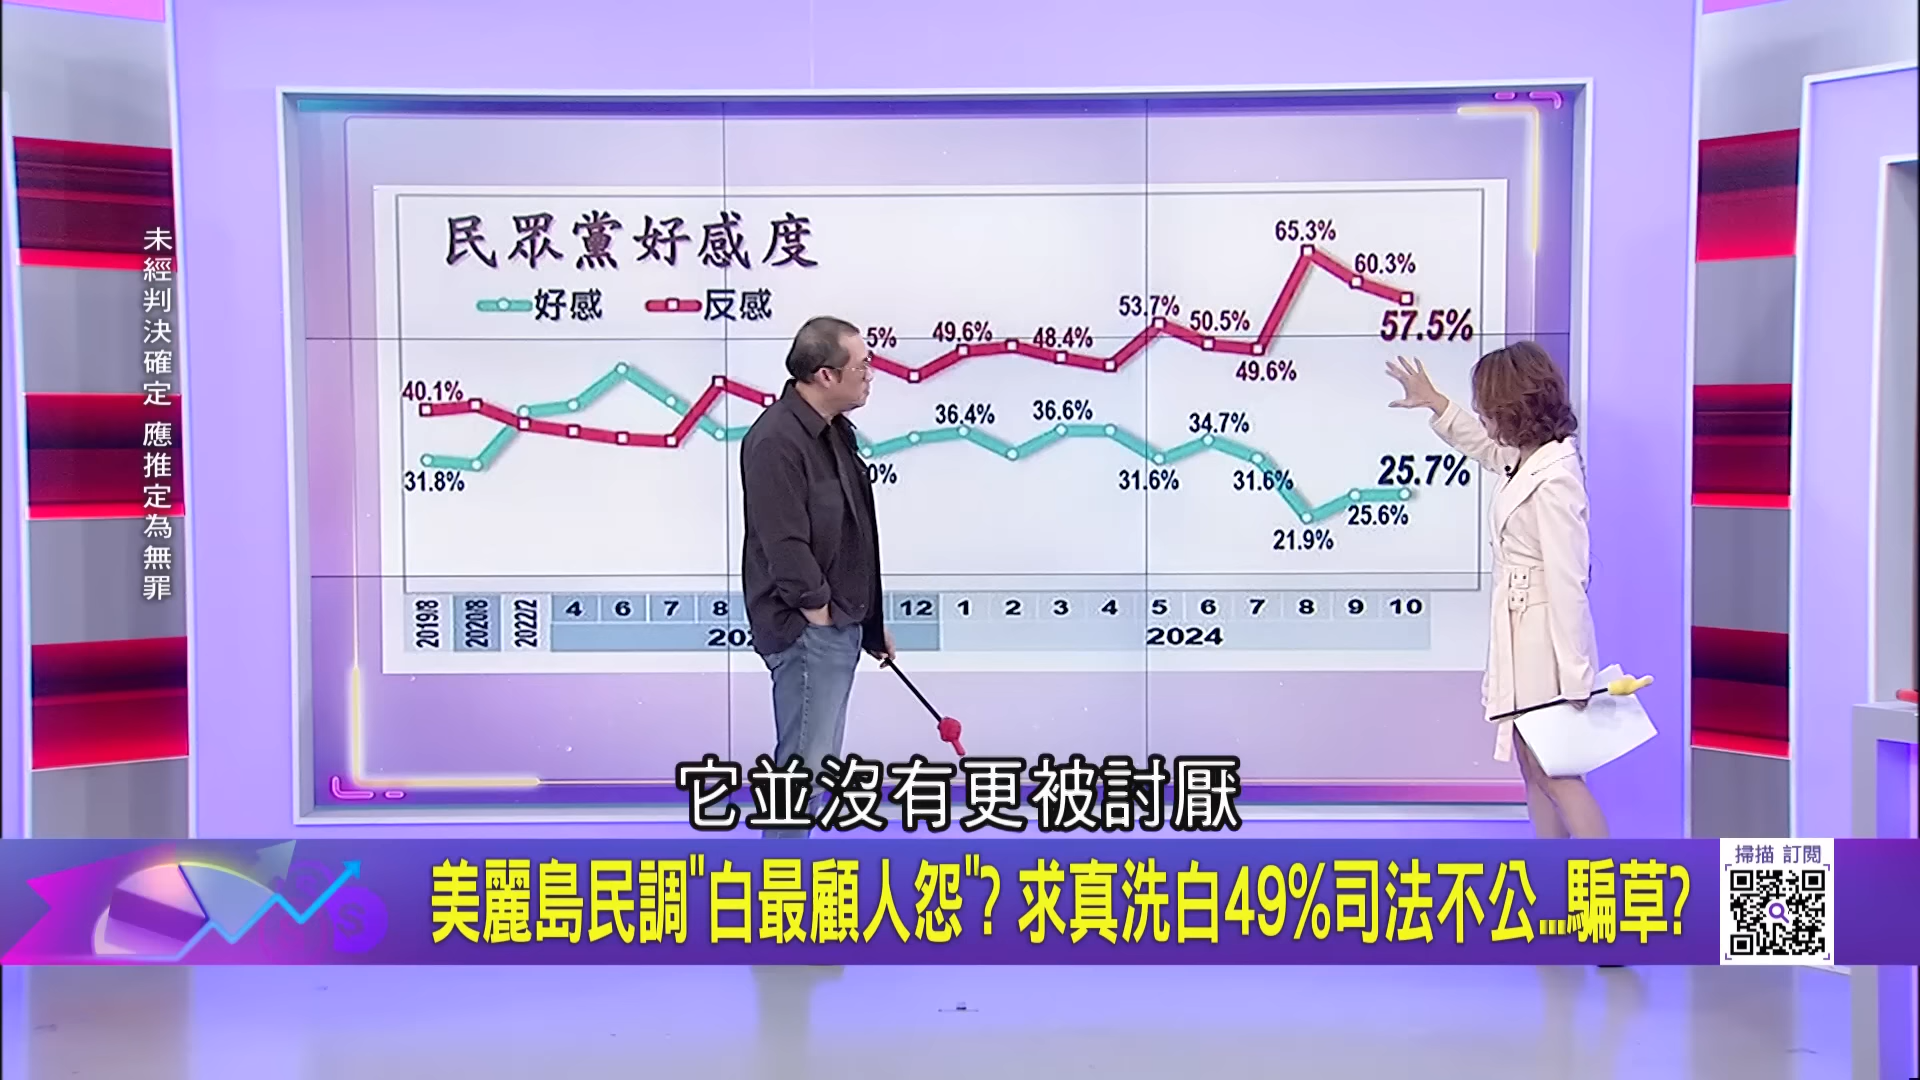 未經判決確定 應推定為無罪
民眾黨好感度
好感 反感
40.1%
49.6%
48.4%
53.7%
50.5%
49.6%
65.3%
60.3%
57.5%
31.8%
36.4%
36.6%
31.6%
34.7%
31.6%
21.9%
25.6%
25.7%
2019/8 2020/8 2022/2 4 6 7 8 12 1 2 3 4 5 6 7 8 9 10
2024
它並沒有更被討厭
美麗島民調"白最顧人怨"? 求真洗白49%司法不公...騙草?
掃描 訂閱